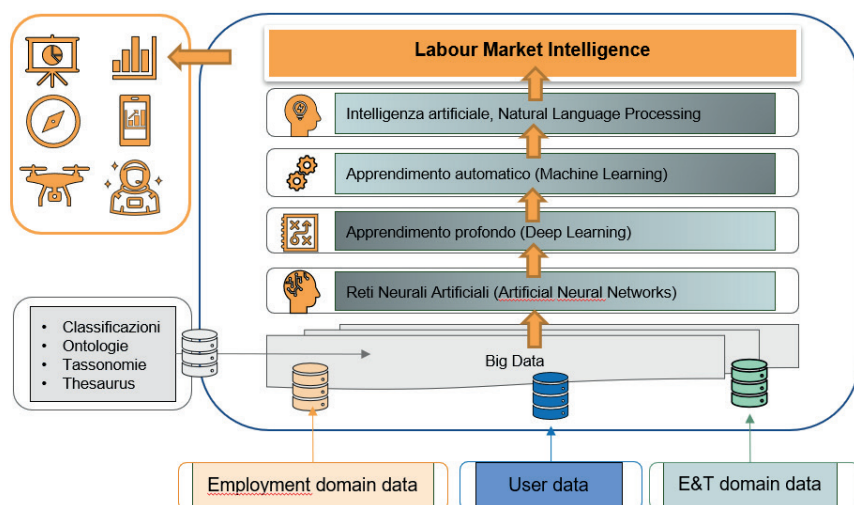 Labour Market Intelligence
Intelligenza artificiale, Natural Language Processing
Apprendimento automatico (Machine Learning)
Apprendimento profondo (Deep Learning)
Reti Neurali Artificiali (Artificial Neural Networks)
• Classificazioni
• Ontologie
• Tassonomie
• Thesaurus
Big Data
Employment domain data
User data
E&T domain data